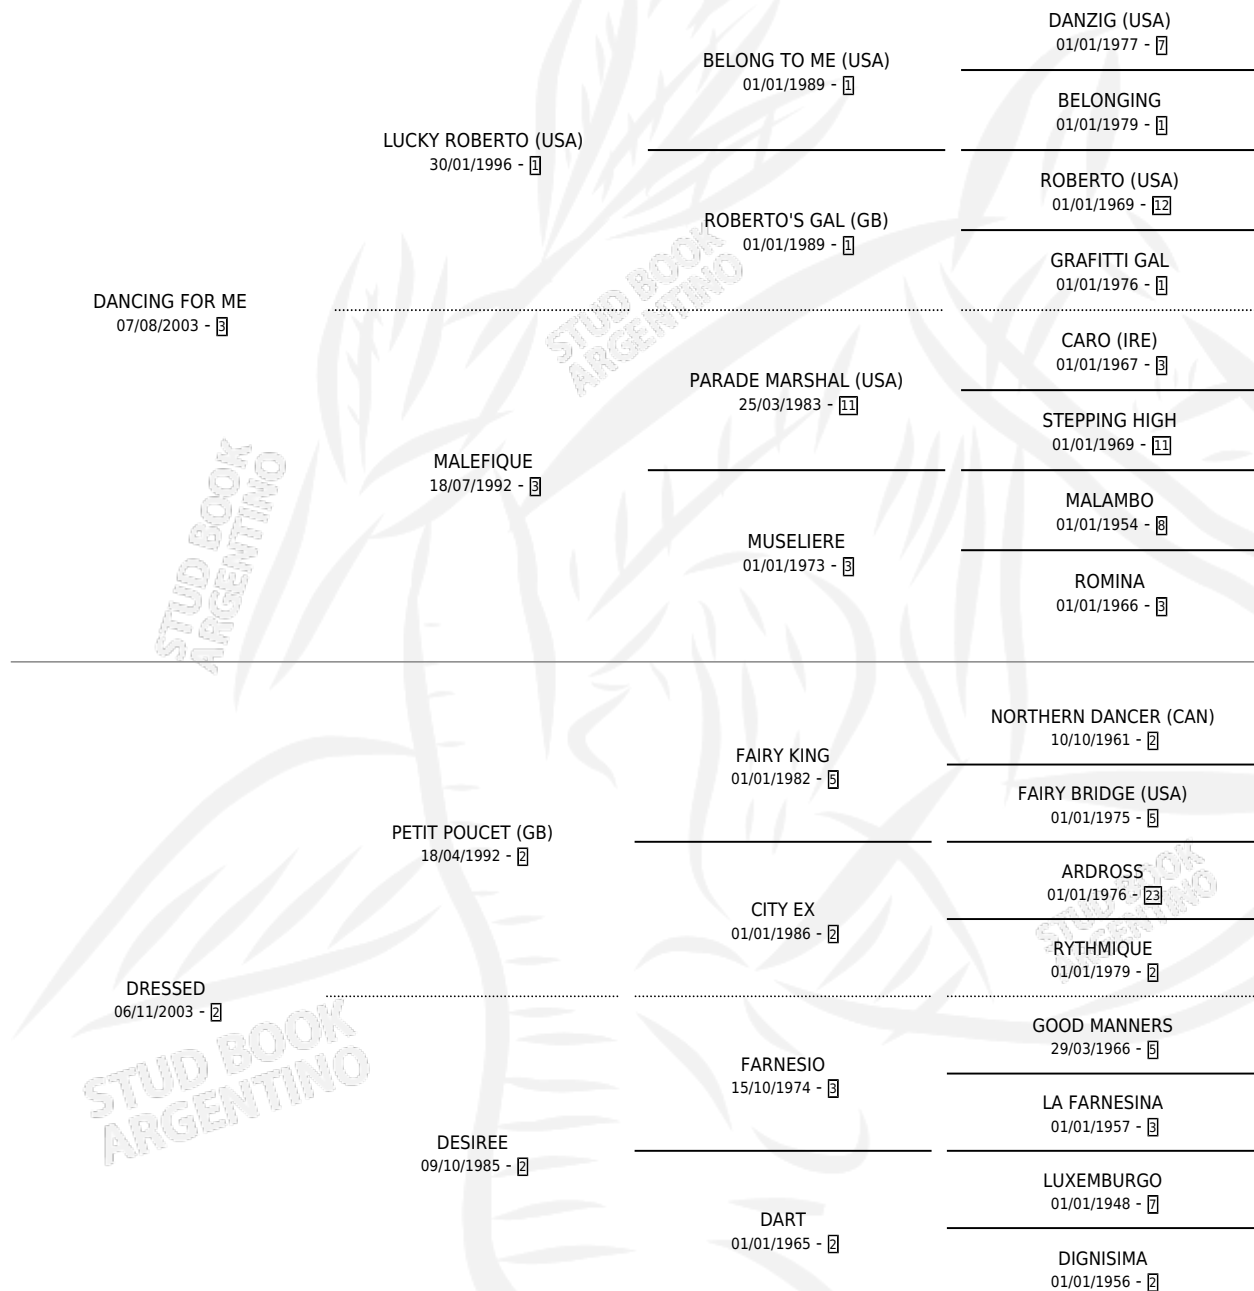 DANZIG (USA)
01/01/1977 - 7
BELONG TO ME (USA)
01/01/1989 - 1
BELONGING
01/01/1979 - 1
LUCKY ROBERTO (USA)
30/01/1996 - 1
ROBERTO (USA)
01/01/1969 - 12
ROBERTO'S GAL (GB)
01/01/1989 - 1
GRAFITTI GAL
01/01/1976 - 1
DANCING FOR ME
07/08/2003 - 3
CARO (IRE)
01/01/1967 - 3
PARADE MARSHAL (USA)
25/03/1983 - 11
STEPPING HIGH
01/01/1969 - 11
MALEFIQUE
18/07/1992 - 3
MALAMBO
01/01/1954 - 8
MUSELIERE
01/01/1973 - 3
ROMINA
01/01/1966 - 3
STUD BOOK
ARGENTINO
STUD BOOK
ARGENTINO
NORTHERN DANCER (CAN)
10/10/1961 - 2
FAIRY KING
01/01/1982 - 5
FAIRY BRIDGE (USA)
01/01/1975 - 5
PETIT POUCET (GB)
18/04/1992 - 2
ARDROSS
01/01/1976 - 23
CITY EX
01/01/1986 - 2
RYTHMIQUE
01/01/1979 - 2
DRESSED
06/11/2003 - 2
GOOD MANNERS
29/03/1966 - 5
FARNESIO
15/10/1974 - 3
LA FARNESINA
01/01/1957 - 3
DESIREE
09/10/1985 - 2
LUXEMBURGO
01/01/1948 - 7
DART
01/01/1965 - 2
DIGNISIMA
01/01/1956 - 2
STUD BOOK
ARGENTINO
STUD BOOK
ARGENTINO